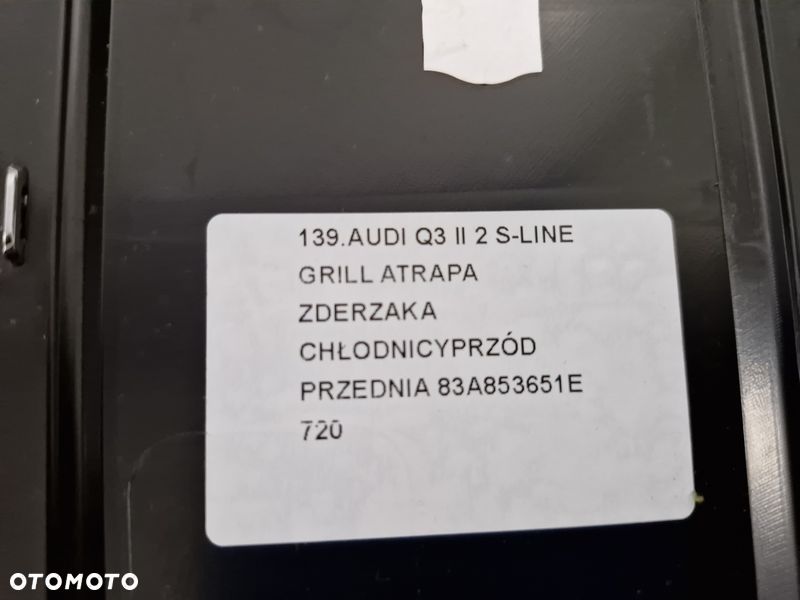 139.AUDI Q3 II 2 S-LINE
GRILL ATRAPA
ZDERZAKA
CHŁODNICYPRZÓD
PRZEDNIA 83A853651E
720
OTOMOTO